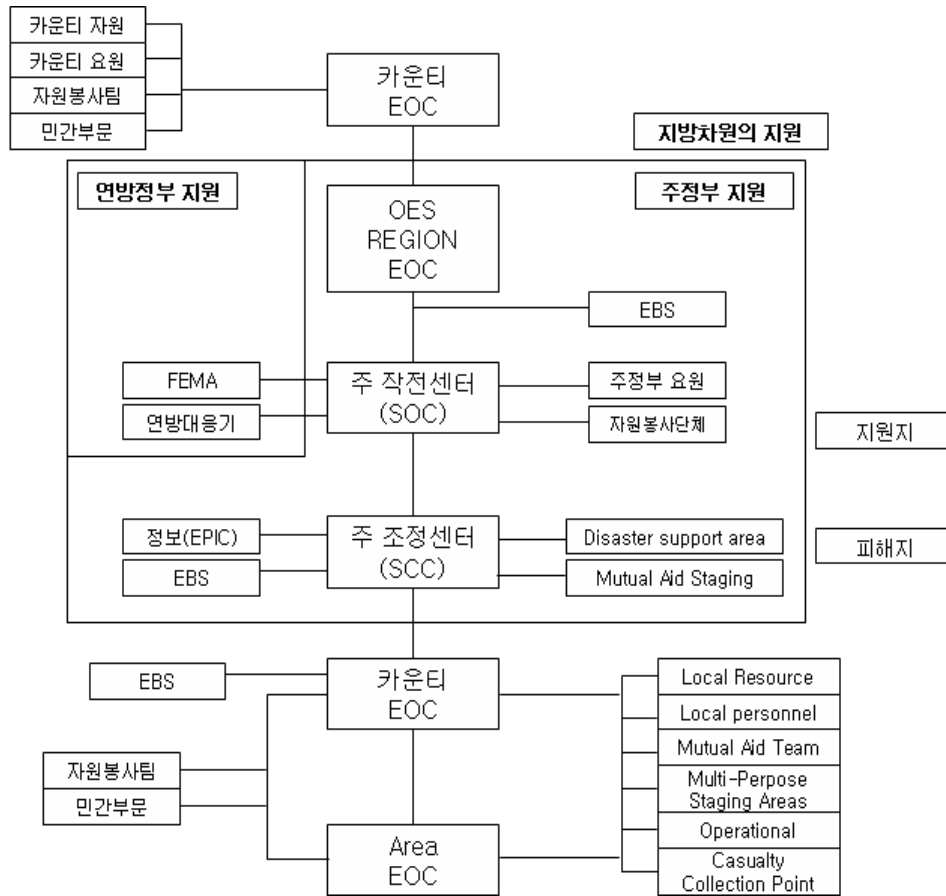 카운티 자원
카운티 요원
자원봉사팀
민간부문
카운티
EOC
지방차원의 지원
연방정부 지원
주정부 지원
OES
REGION
EOC
EBS
FEMA
연방대응기
주 작전센터
(SOC)
주정부 요원
자원봉사단체
지원지
정보(EPIC)
EBS
주 조정센터
(SCC)
Disaster support area
Mutual Aid Staging
피해지
EBS
카운티
EOC
자원봉사팀
민간부문
Area
EOC
Local Resource
Local personnel
Mutual Aid Team
Multi-Perpose
Staging Areas
Operational
Casualty
Collection Point